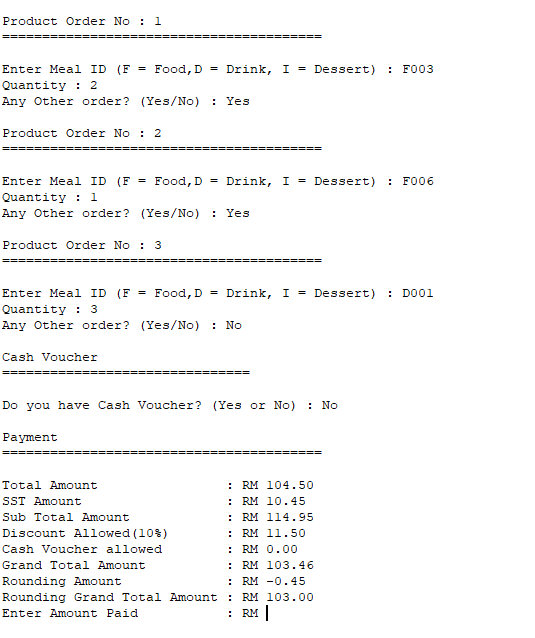 Product Order No : 1
========================================
Enter Meal ID (F = Food,D = Drink, I = Dessert) : F003
Quantity : 2
Any Other order? (Yes/No) : Yes
Product Order No : 2
========================================
Enter Meal ID (F = Food,D = Drink, I = Dessert) : F006
Quantity : 1
Any Other order? (Yes/No) : Yes
Product Order No : 3
========================================
Enter Meal ID (F = Food,D = Drink, I = Dessert) : D001
Quantity : 3
Any Other order? (Yes/No) : No
Cash Voucher
===============================
Do you have Cash Voucher? (Yes or No) : No
Payment
========================================
Total Amount : RM 104.50
SST Amount : RM 10.45
Sub Total Amount : RM 114.95
Discount Allowed(10%) : RM 11.50
Cash Voucher allowed : RM 0.00
Grand Total Amount : RM 103.46
Rounding Amount : RM -0.45
Rounding Grand Total Amount : RM 103.00
Enter Amount Paid : RM